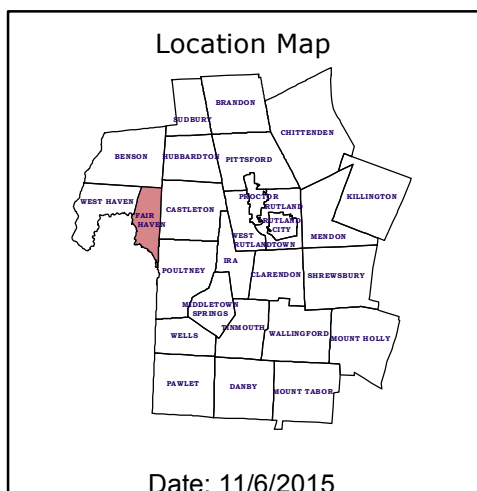 Location Map
BRANDON
SUDBURY
CHITTENDEN
BENSON
HUBBARDTON
PITTSFORD
WEST HAVEN
FAIR
HAVEN
CASTLETON
PROCTOR
RUTLAND
RUTLAND
CITY
KILLINGTON
WEST
RUTLANDTOWN
MENDON
POULTNEY
IRA
CLARENDON
SHREWSBURY
MIDDLETOWN
SPRINGS
WELLS
TINMOUTH
WALLINGFORD
MOUNT HOLLY
PAWLET
DANBY
MOUNT TABOR
Date: 11/6/2015